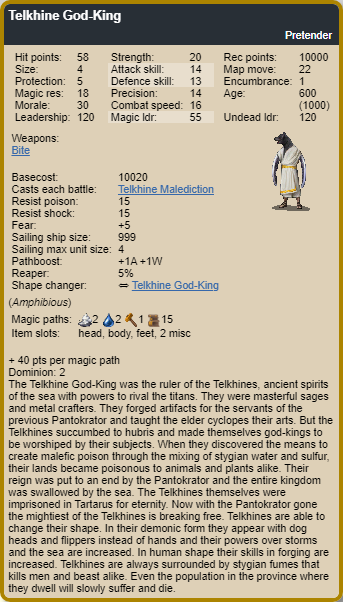 Telkhine God-King
Pretender
Hit points: 58 Strength: 20 Rec points: 10000
Size: 4 Attack skill: 14 Map move: 22
Protection: 5 Defence skill: 13 Encumbrance: 1
Magic res: 18 Precision: 14 Age: 600
Morale: 30 Combat speed: 16 (1000)
Leadership: 120 Magic ldr: 55 Undead ldr: 120
Weapons:
Bite
Basecost: 10020
Casts each battle: Telkhine Malediction
Resist poison: 15
Resist shock: 15
Fear: +5
Sailing ship size: 999
Sailing max unit size: 4
Pathboost: +1A +1W
Reaper: 5%
Shape changer: ⇔ Telkhine God-King
(Amphibious)
Magic paths: 2 2 1 15
Item slots: head, body, feet, 2 misc
+ 40 pts per magic path
Dominion: 2
The Telkhine God-King was the ruler of the Telkhines, ancient spirits
of the sea with powers to rival the titans. They were masterful sages
and metal crafters. They forged artifacts for the servants of the
previous Pantokrator and taught the elder cyclopes their arts. But the
Telkhines succumbed to hubris and made themselves god-kings to
be worshiped by their subjects. When they discovered the means to
create malefic poison through the mixing of stygian water and sulfur,
their lands became poisonous to animals and plants alike. Their
reign was put to an end by the Pantokrator and the entire kingdom
was swallowed by the sea. The Telkhines themselves were
imprisoned in Tartarus for eternity. Now with the Pantokrator gone
the mightiest of the Telkhines is breaking free. Telkhines are able to
change their shape. In their demonic form they appear with dog
heads and flippers instead of hands and their powers over storms
and the sea are increased. In human shape their skills in forging are
increased. Telkhines are always surrounded by stygian fumes that
kills men and beast alike. Even the population in the province where
they dwell will slowly suffer and die.